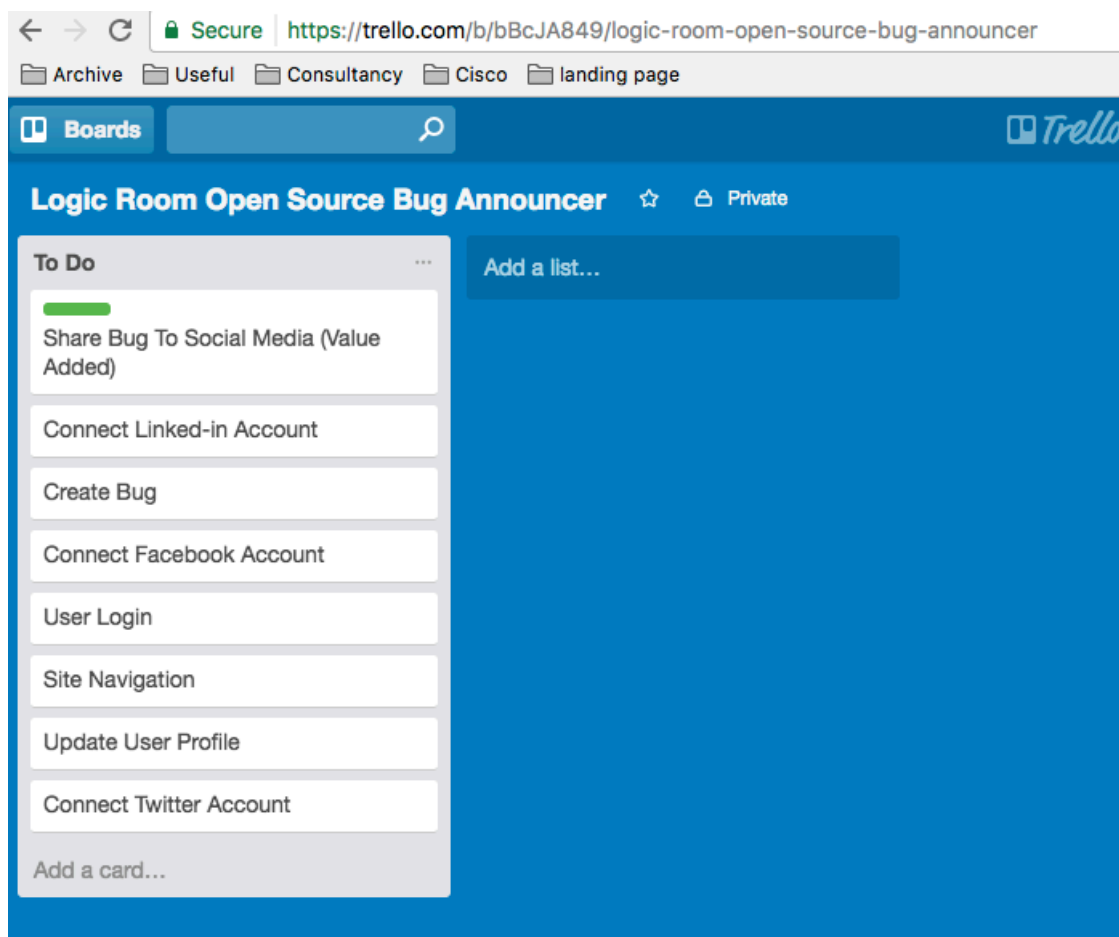 Secure https://trello.com/b/bBcJA849/logic-room-open-source-bug-announcer
Archive Useful Consultancy Cisco landing page
Boards Trello
Logic Room Open Source Bug Announcer Private
To Do ...
Add a list...
Share Bug To Social Media (Value
Added)
Connect Linked-in Account
Create Bug
Connect Facebook Account
User Login
Site Navigation
Update User Profile
Connect Twitter Account
Add a card...